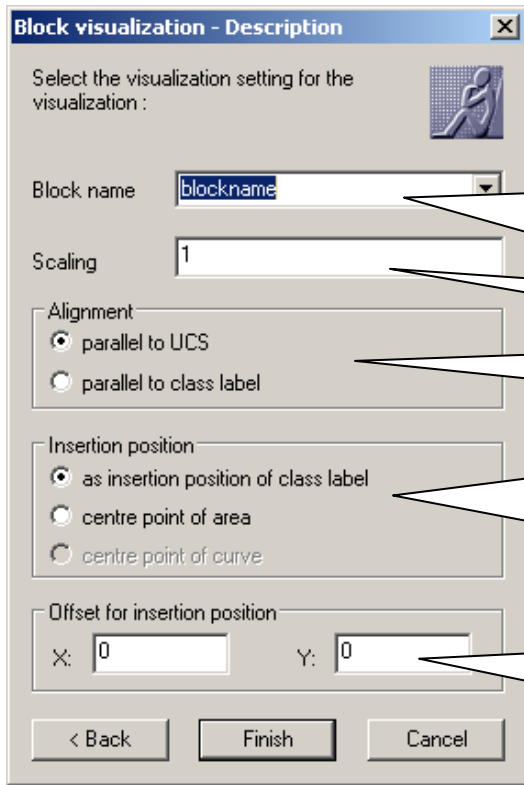 Block visualization - Description
Select the visualization setting for the
visualization :
Block name
blockname
Scaling
1
Alignment
parallel to UCS
parallel to class label
Insertion position
as insertion position of class label
centre point of area
centre point of curve
Offset for insertion position
X: 0 Y: 0
< Back Finish Cancel